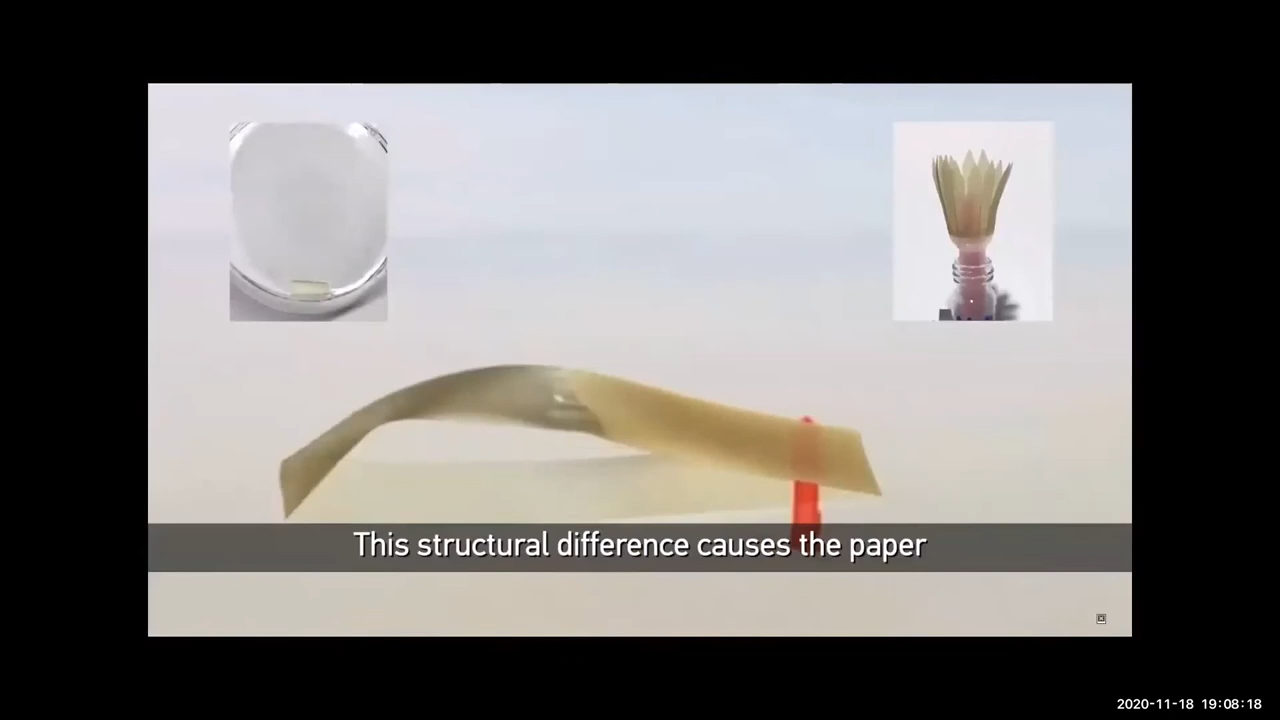 This structural difference causes the paper
2020-11-18 19:08:18